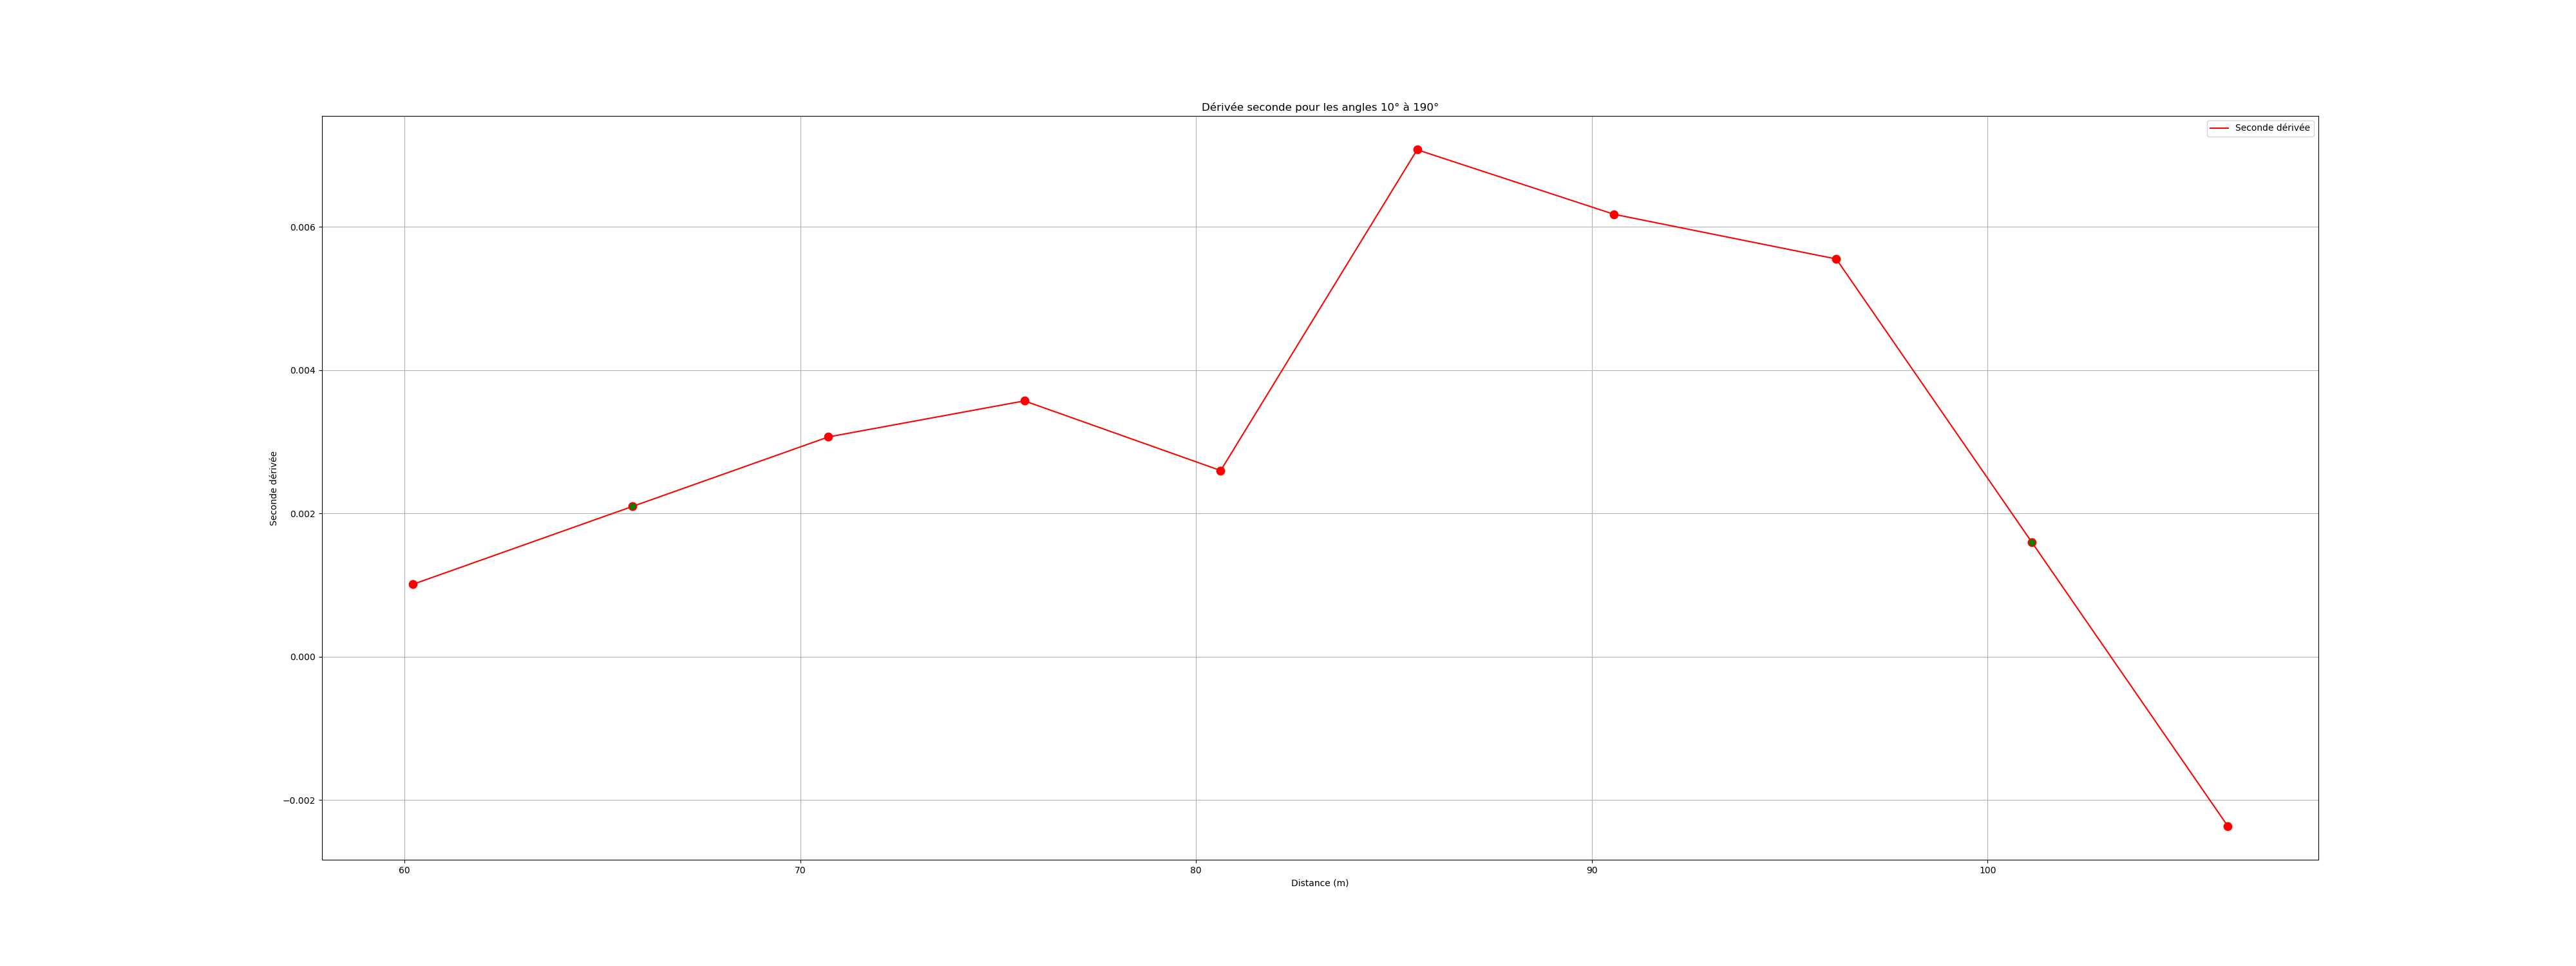 Dérivée seconde pour les angles 10° à 190°
Seconde dérivée
0.006
0.004
0.002
0.000
−0.002
Seconde dérivée
60
70
80
90
100
Distance (m)